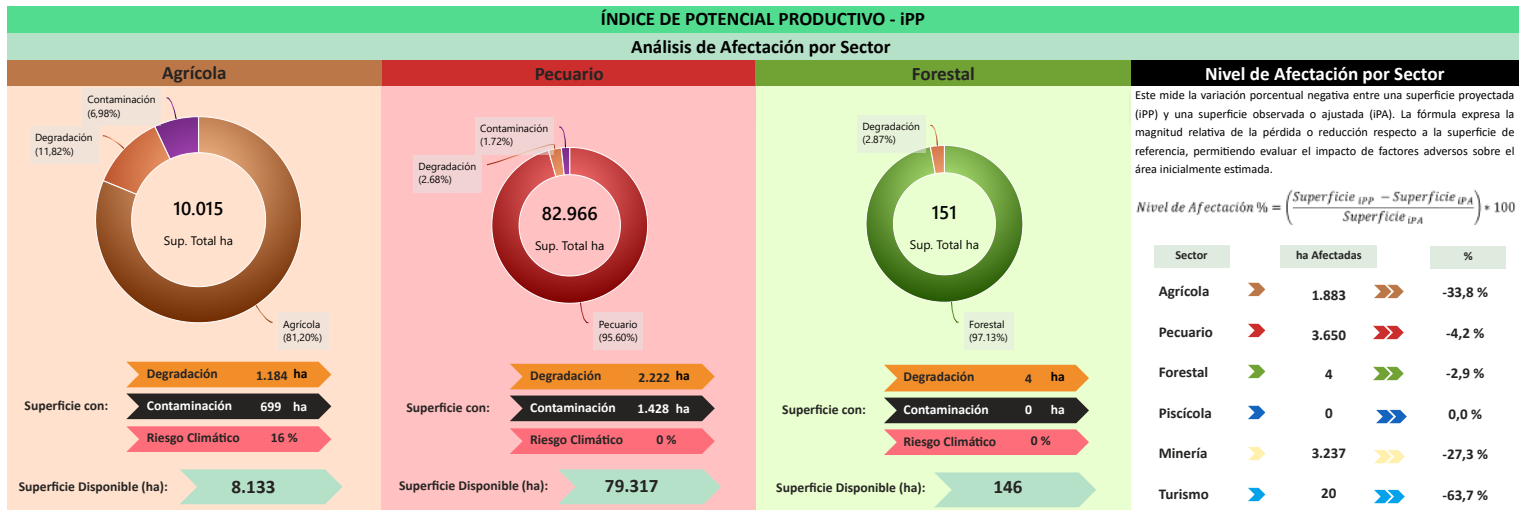 ÍNDICE DE POTENCIAL PRODUCTIVO - iPP
Análisis de Afectación por Sector
Agrícola
Contaminación
(6,98%)
Degradación
(11,82%)
10.015
Sup. Total ha
Agrícola
(81,20%)
Superficie con:
Degradación 1.184 ha
Contaminación 699 ha
Riesgo Climático 16 %
Superficie Disponible (ha): 8.133
Pecuario
Contaminación
(1.72%)
Degradación
(2.68%)
82.966
Sup. Total ha
Pecuario
(95.60%)
Superficie con:
Degradación 2.222 ha
Contaminación 1.428 ha
Riesgo Climático 0 %
Superficie Disponible (ha): 79.317
Forestal
Degradación
(2.87%)
151
Sup. Total ha
Forestal
(97.13%)
Superficie con:
Degradación 4 ha
Contaminación 0 ha
Riesgo Climático 0 %
Superficie Disponible (ha): 146
Nivel de Afectación por Sector
Este mide la variación porcentual negativa entre una superficie proyectada
(iPP) y una superficie observada o ajustada (iPA). La fórmula expresa la
magnitud relativa de la pérdida o reducción respecto a la superficie de
referencia, permitiendo evaluar el impacto de factores adversos sobre el
área inicialmente estimada.
Nivel de Afectación % = ((Superficie iPP − Superficie iPA) / Superficie iPA) * 100
Sector ha Afectadas %
Agrícola 1.883 -33,8 %
Pecuario 3.650 -4,2 %
Forestal 4 -2,9 %
Piscícola 0 0,0 %
Minería 3.237 -27,3 %
Turismo 20 -63,7 %